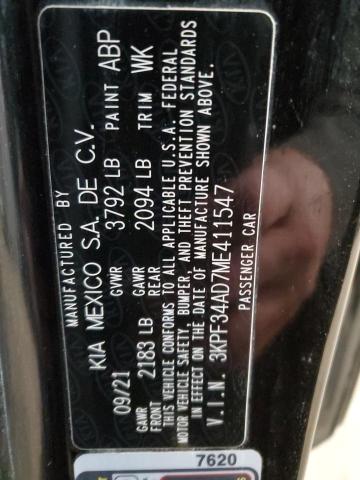 MANUFACTURED BY
KIA MEXICO S.A. DE C.V.
09/21 GVWR 3792 LB PAINT ABP
GAWR FRONT 2183 LB GAWR REAR 2094 LB TRIM WK
THIS VEHICLE CONFORMS TO ALL APPLICABLE U.S.A. FEDERAL
MOTOR VEHICLE SAFETY, BUMPER, AND THEFT PREVENTION STANDARDS
IN EFFECT ON THE DATE OF MANUFACTURE SHOWN ABOVE.
V.I.N. 3KPF34AD7ME411547
PASSENGER CAR
7620